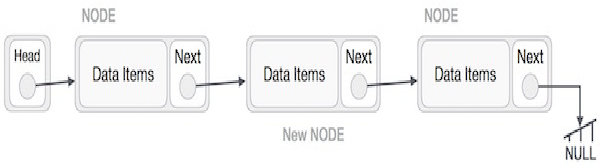 NODE
NODE
Head
Data Items
Next
Data Items
Next
Data Items
Next
New NODE
NULL